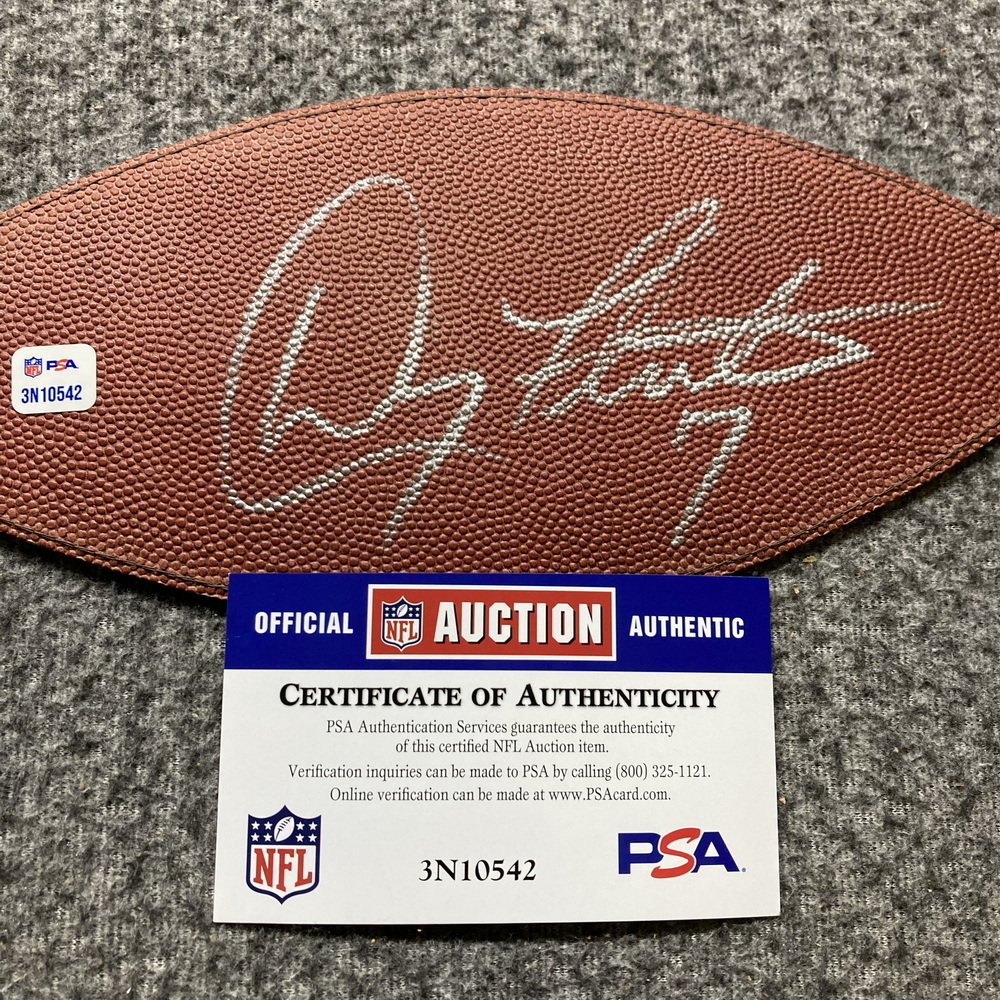 7
NFL PSA
3N10542
OFFICIAL NFL AUCTION AUTHENTIC
CERTIFICATE OF AUTHENTICITY
PSA Authentication Services guarantees the authenticity
of this certified NFL Auction item.
Verification inquiries can be made to PSA by calling (800) 325-1121.
Online verification can be made at www.PSAcard.com.
NFL 3N10542 PSA